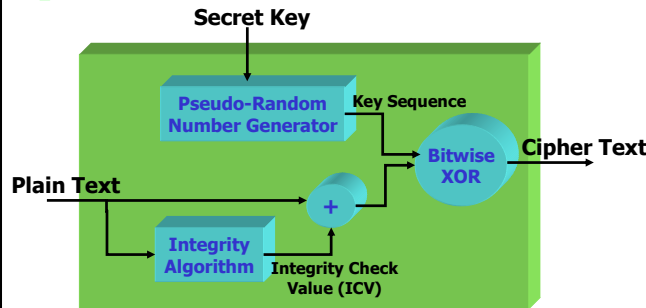 Secret Key
Pseudo-Random
Number Generator
Key Sequence
Bitwise
XOR
Cipher Text
Plain Text
+
Integrity
Algorithm
Integrity Check
Value (ICV)